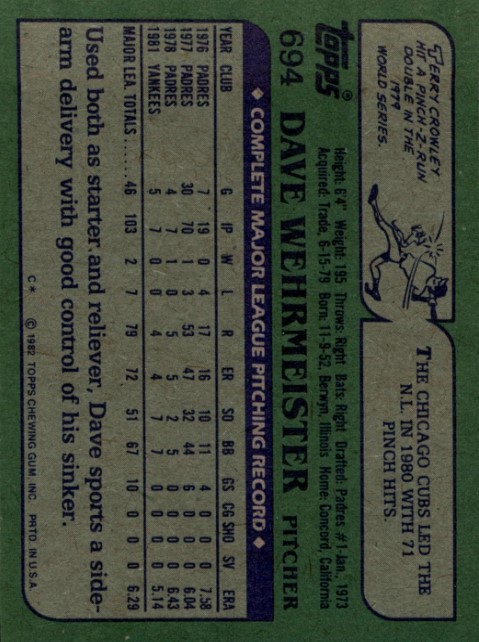 TERRY CROWLEY
HIT A PINCH-2-RUN
DOUBLE IN THE
1979
WORLD SERIES.
THE CHICAGO CUBS LED THE
N.L. IN 1980 WITH 71
PINCH HITS.
topps®
Height: 6'4" Weight: 195 Throws: Right Bats: Right Drafted: Padres #1-Jan., 1973
Acquired: Trade, 6-15-79 Born: 11-9-52, Berwyn, Illinois Home: Concord, California
694 DAVE WEHRMEISTER PITCHER
◆ COMPLETE MAJOR LEAGUE PITCHING RECORD ◆
YEAR CLUB G IP W L R ER SO BB GS CG SHO SV ERA
1976 PADRES 7 19 0 4 17 16 10 11 4 0 0 0 7.58
1977 PADRES 30 70 1 3 53 47 32 44 6 0 0 0 6.04
1978 PADRES 4 7 1 0 5 5 2 5 0 0 0 0 6.43
1981 YANKEES 5 7 0 0 4 4 7 7 0 0 0 0 5.14
MAJOR LEA. TOTALS ...... 46 103 2 7 79 72 51 67 10 0 0 0 6.29
Used both as starter and reliever, Dave sports a side-
arm delivery with good control of his sinker.
C* © 1982 TOPPS CHEWING GUM, INC. PRTD. IN U.S.A.